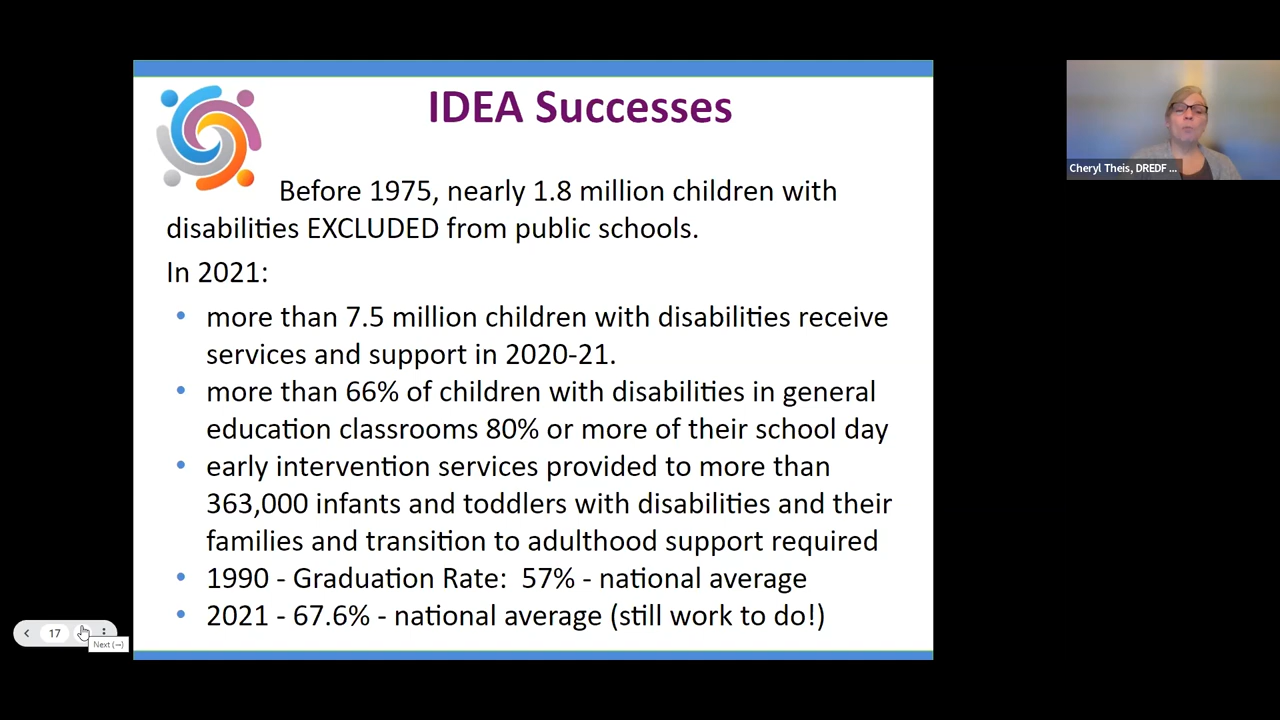 IDEA Successes
Before 1975, nearly 1.8 million children with
disabilities EXCLUDED from public schools.
In 2021:
• more than 7.5 million children with disabilities receive
services and support in 2020-21.
• more than 66% of children with disabilities in general
education classrooms 80% or more of their school day
• early intervention services provided to more than
363,000 infants and toddlers with disabilities and their
families and transition to adulthood support required
• 1990 - Graduation Rate:  57% - national average
• 2021 - 67.6% - national average (still work to do!)
Cheryl Theis, DREDF ...
17
Next (→)